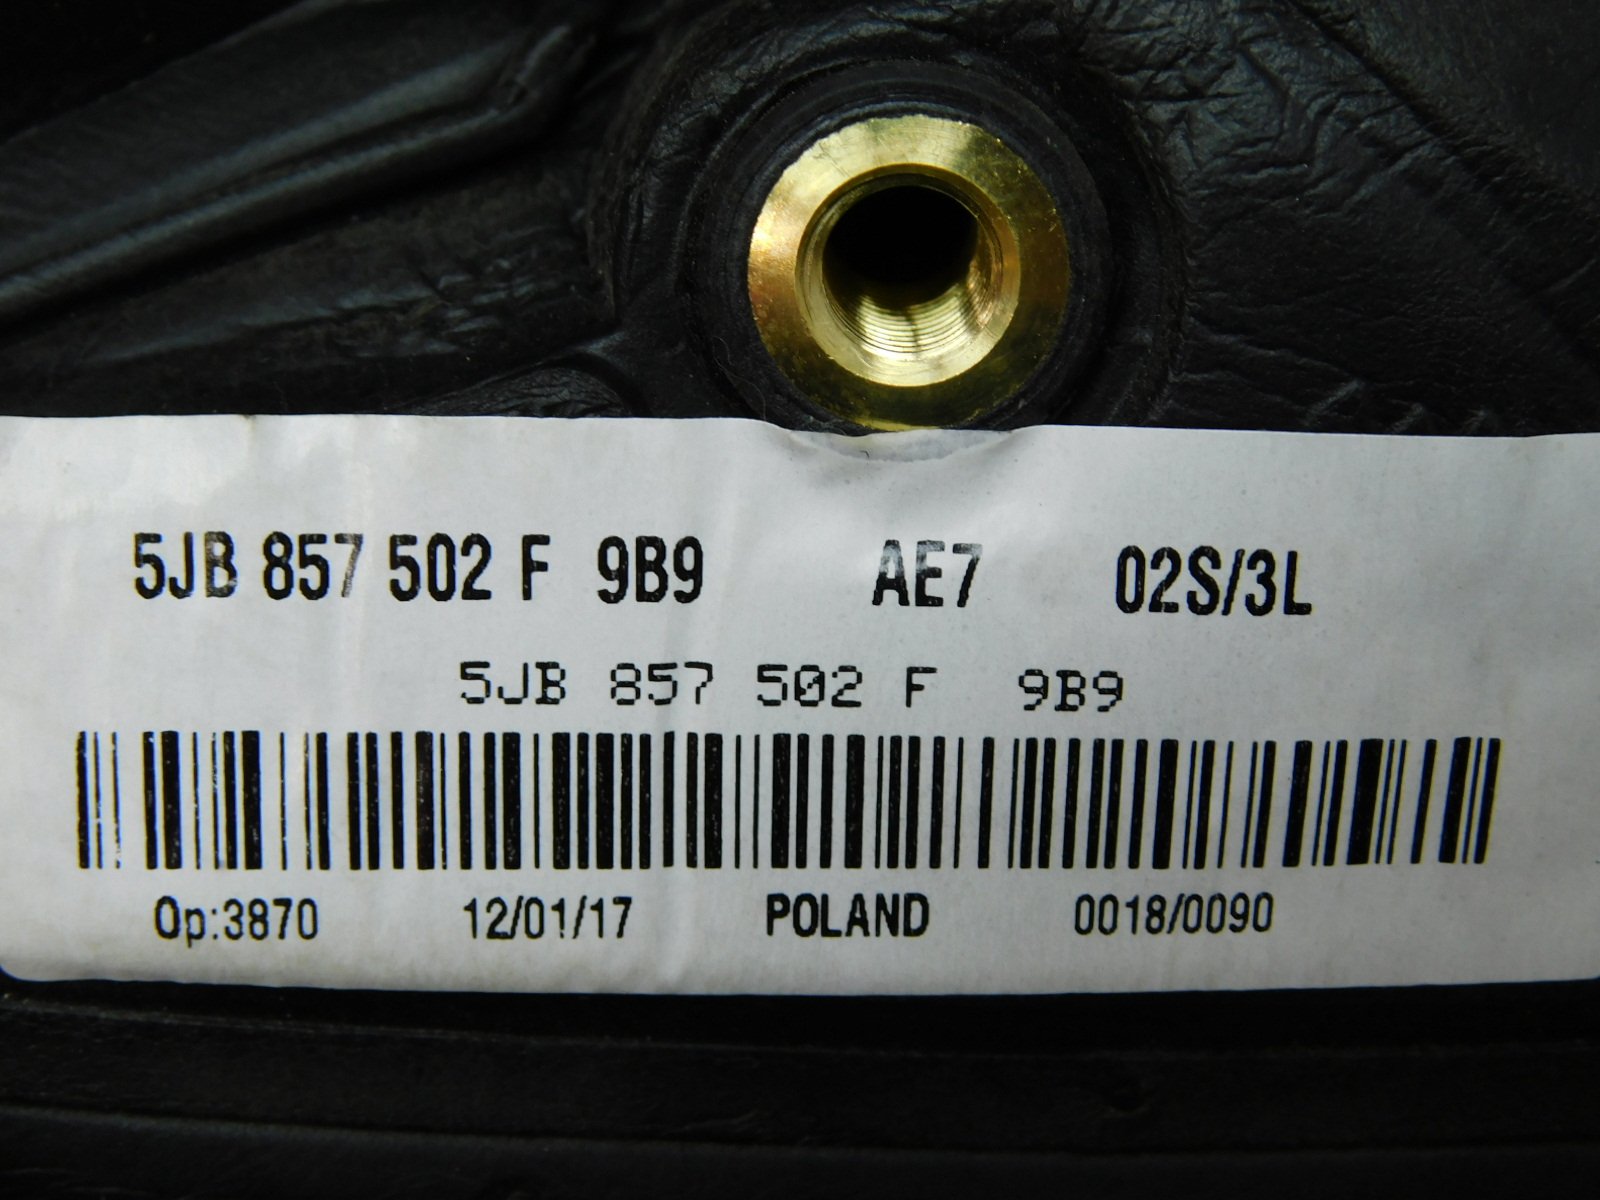 5JB 857 502 F 9B9 AE7 02S/3L
5JB 857 502 F 9B9
Op:3870 12/01/17 POLAND 0018/0090